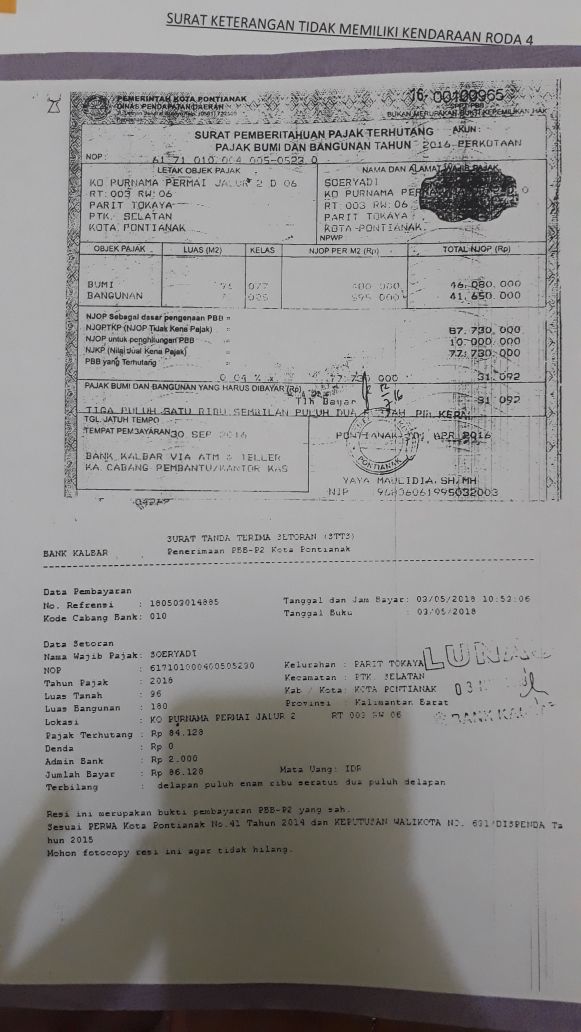 SURAT KETERANGAN TIDAK MEMILIKI KENDARAAN RODA 4
PEMERINTAH KOTA PONTIANAK
DINAS PENDAPATAN DAERAH
16-00100965
BUKAN MERUPAKAN BUKTI KEPEMILIKAN HAK
SURAT PEMBERITAHUAN PAJAK TERHUTANG AKUN :
PAJAK BUMI DAN BANGUNAN TAHUN 2016 PERKOTAAN
NOP : 61 71 010 004 005-0523 0
LETAK OBJEK PAJAK
KO PURNAMA PERMAI JALUR 2 D 06
RT:003 RW:06
PARIT TOKAYA
PTK. SELATAN
KOTA PONTIANAK
NAMA DAN ALAMAT WAJIB PAJAK
SOERYADI
KO PURNAMA
RT 003 RW:06
PARIT TOKAYA
KOTA PONTIANAK
NPWP
OBJEK PAJAK LUAS (M2) KELAS NJOP PER M2 (Rp) TOTAL NJOP (Rp)
BUMI 96 077 480 000 46.080.000
BANGUNAN 595 000 41.650.000
NJOP Sebagai dasar pengenaan PBB = 87.730.000
NJOPTKP (NJOP Tidak Kena Pajak) = 10.000.000
NJOP untuk penghitungan PBB = 77.730.000
NJKP (Nilai Jual Kena Pajak) =
PBB yang Terhutang =
0.04 % x 77.730 000 31.092
PAJAK BUMI DAN BANGUNAN YANG HARUS DIBAYAR (Rp) 31 092
TIGA PULUH SATU RIBU SEMBILAN PULUH DUA RUPIAH
TGL. JATUH TEMPO
TEMPAT PEMBAYARAN 30 SEP 2016
BANK KALBAR VIA ATM & TELLER
KA. CABANG PEMBANTU/KANTOR KAS
PONTIANAK, 01 APR 2016
PONTIANAK
YAYA MAULIDIA, SH, MH
NIP 196306061995032003
SURAT TANDA TERIMA SETORAN (STTS)
BANK KALBAR Penerimaan PBB-P2 Kota Pontianak
Data Pembayaran
No. Refrensi : 180503014885
Kode Cabang Bank: 010
Tanggal dan Jam Bayar: 03/05/2018 10:53:06
Tanggal Buku : 03/05/2018
Data Setoran
Nama Wajib Pajak: SOERYADI
NOP : 617101000400505230
Tahun Pajak : 2018
Luas Tanah : 96
Luas Bangunan : 180
Kelurahan : PARIT TOKAYA
Kecamatan : PTK. SELATAN
Kab / Kota: KOTA PONTIANAK
Provinsi : Kalimantan Barat
LUNAS
BANK KALBAR
Lokasi : KO PURNAMA PERMAI JALUR 2 RT 003 RW 06
Pajak Terhutang : Rp 84.128
Denda : Rp 0
Admin Bank : Rp 2.000
Jumlah Bayar : Rp 86.128 Mata Uang: IDR
Terbilang : delapan puluh enam ribu seratus dua puluh delapan
Resi ini merupakan bukti pembayaran PBB-P2 yang sah.
Sesuai PERWA Kota Pontianak No.41 Tahun 2014 dan KEPUTUSAN WALIKOTA NO. 691/DISPENDA Ta
hun 2015
Mohon fotocopy resi ini agar tidak hilang.